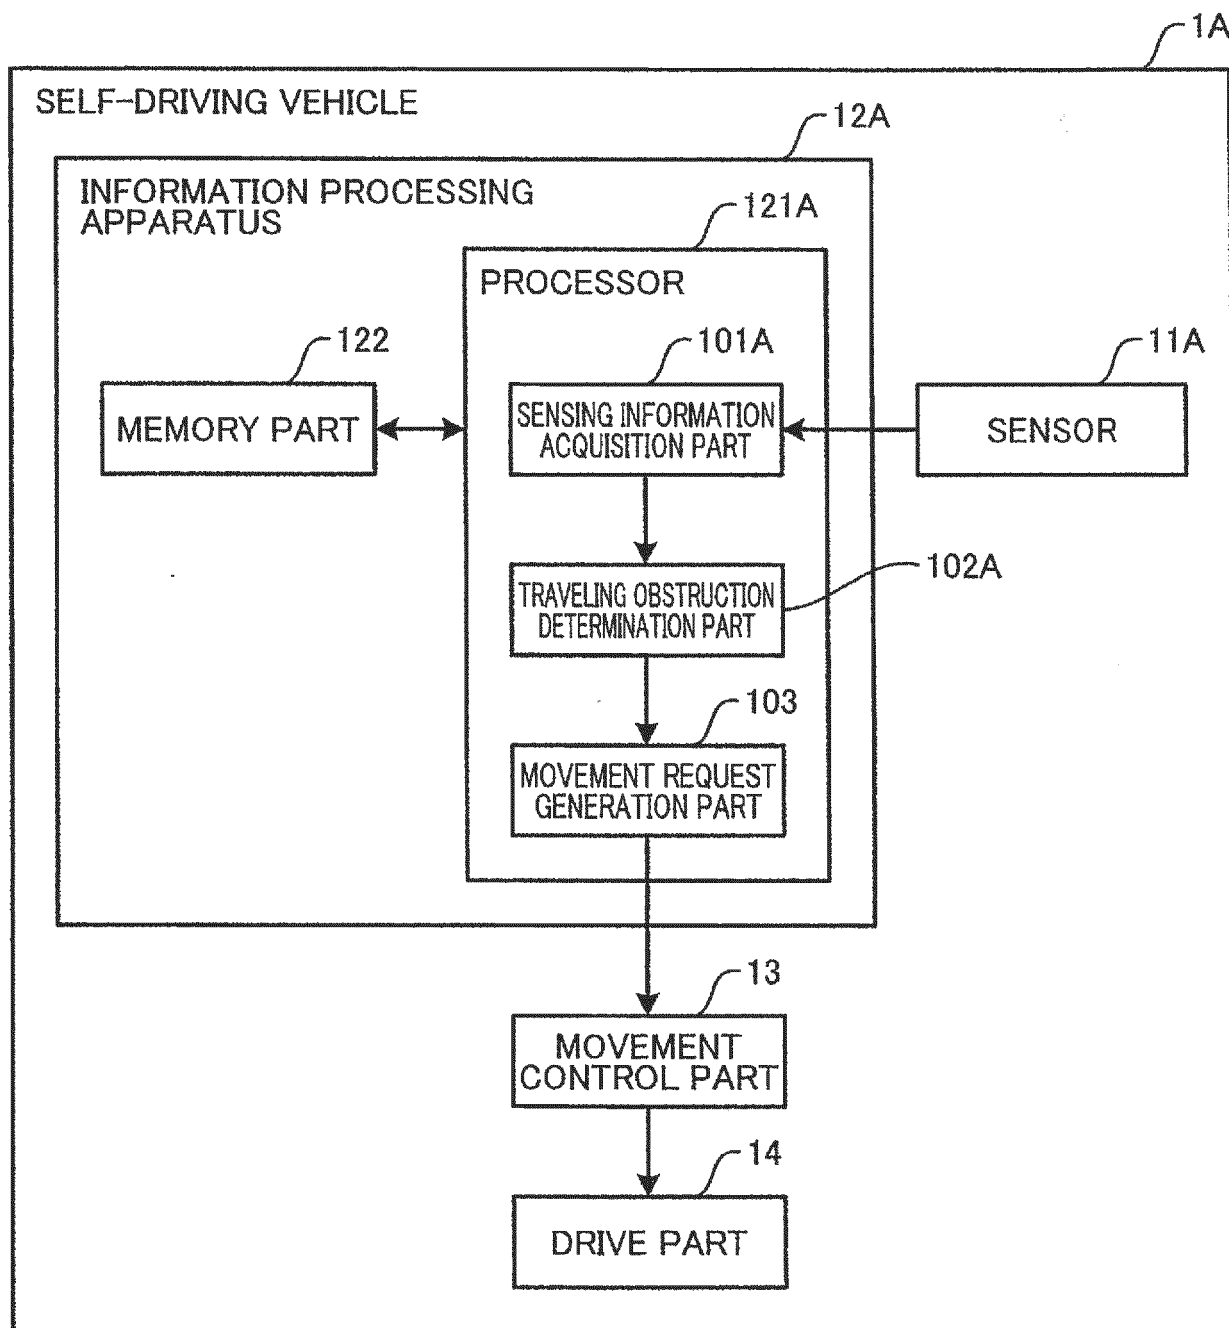 1A
SELF-DRIVING VEHICLE
12A
INFORMATION PROCESSING
APPARATUS
121A
PROCESSOR
122
MEMORY PART
101A
SENSING INFORMATION
ACQUISITION PART
11A
SENSOR
102A
TRAVELING OBSTRUCTION
DETERMINATION PART
103
MOVEMENT REQUEST
GENERATION PART
13
MOVEMENT
CONTROL PART
14
DRIVE PART